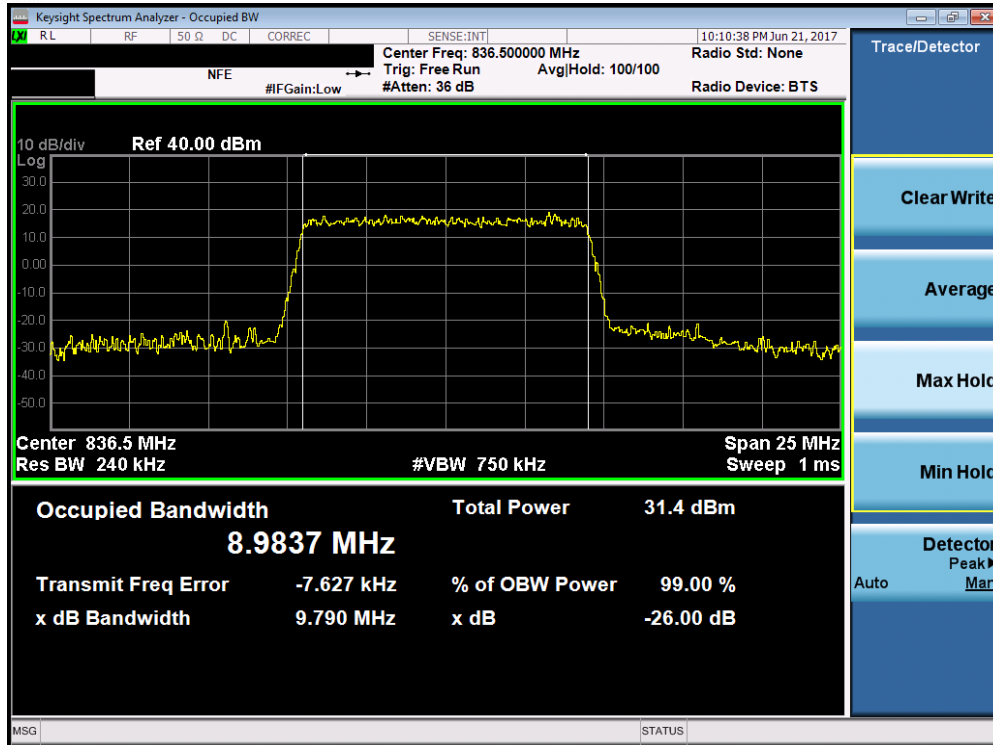 Keysight Spectrum Analyzer - Occupied BW
LXI RL RF 50 Ω DC CORREC SENSE:INT 10:10:38 PM Jun 21, 2017
Center Freq: 836.500000 MHz Radio Std: None
NFE Trig: Free Run Avg|Hold: 100/100
#IFGain:Low #Atten: 36 dB Radio Device: BTS
Trace/Detector
10 dB/div Ref 40.00 dBm
Log
30.0
20.0
10.0
0.00
-10.0
-20.0
-30.0
-40.0
-50.0
Center 836.5 MHz Span 25 MHz
Res BW 240 kHz #VBW 750 kHz Sweep 1 ms
Occupied Bandwidth Total Power 31.4 dBm
8.9837 MHz
Transmit Freq Error -7.627 kHz % of OBW Power 99.00 %
x dB Bandwidth 9.790 MHz x dB -26.00 dB
Clear Write
Average
Max Hold
Min Hold
Detector
Peak
Auto Man
MSG STATUS